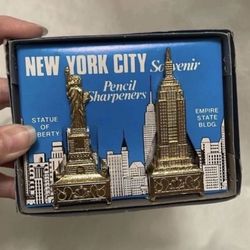 NEW YORK CITY Souvenir
Pencil
Sharpeners
STATUE
OF
BERTY
EMPIRE
STATE
BLDG.